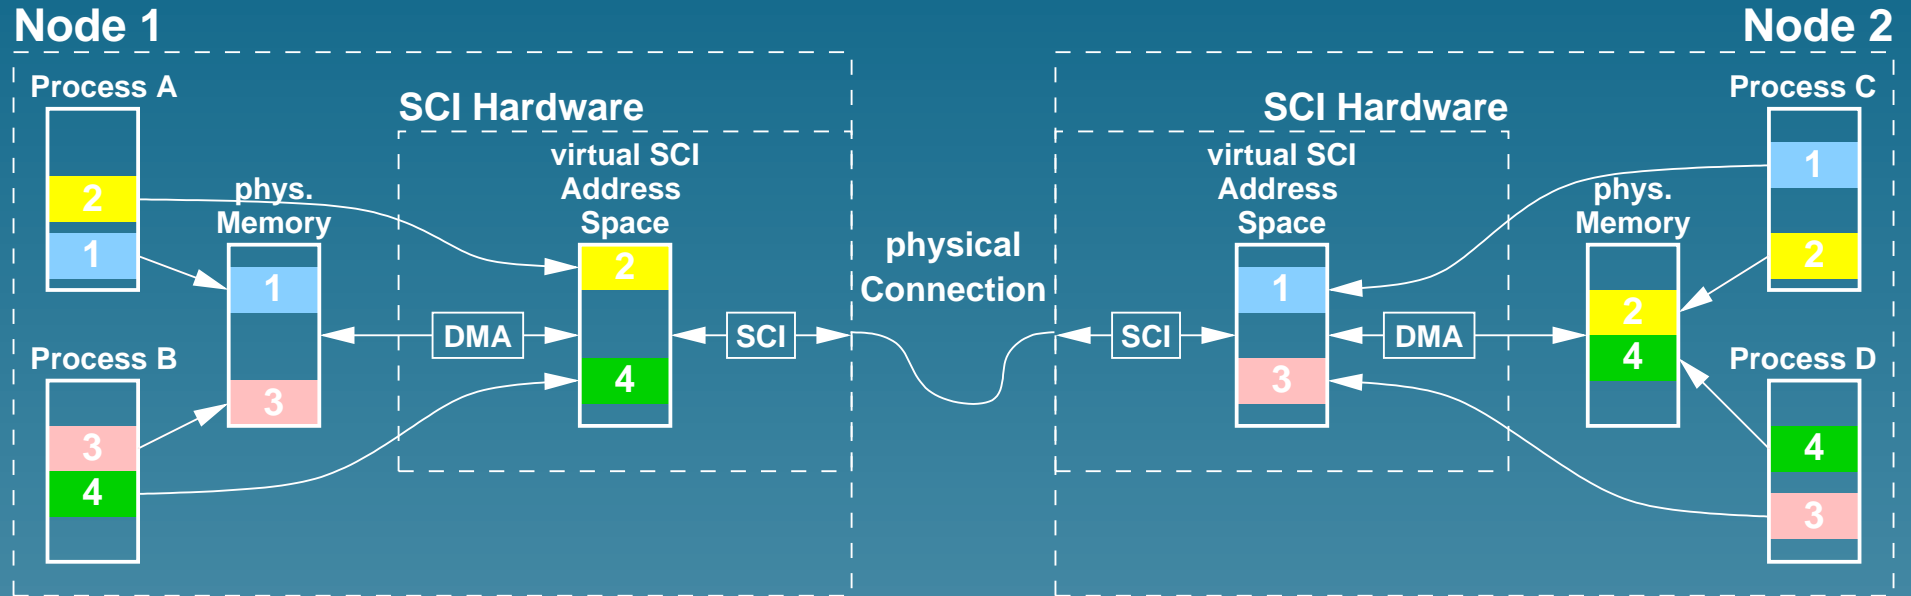 Node 1
Node 2
Process A
SCI Hardware
SCI Hardware
Process C
virtual SCI
Address
Space
virtual SCI
Address
Space
phys.
Memory
phys.
Memory
2
1
1
3
2
4
physical
Connection
1
3
2
4
1
2
DMA
SCI
SCI
DMA
Process B
Process D
3
4
4
3